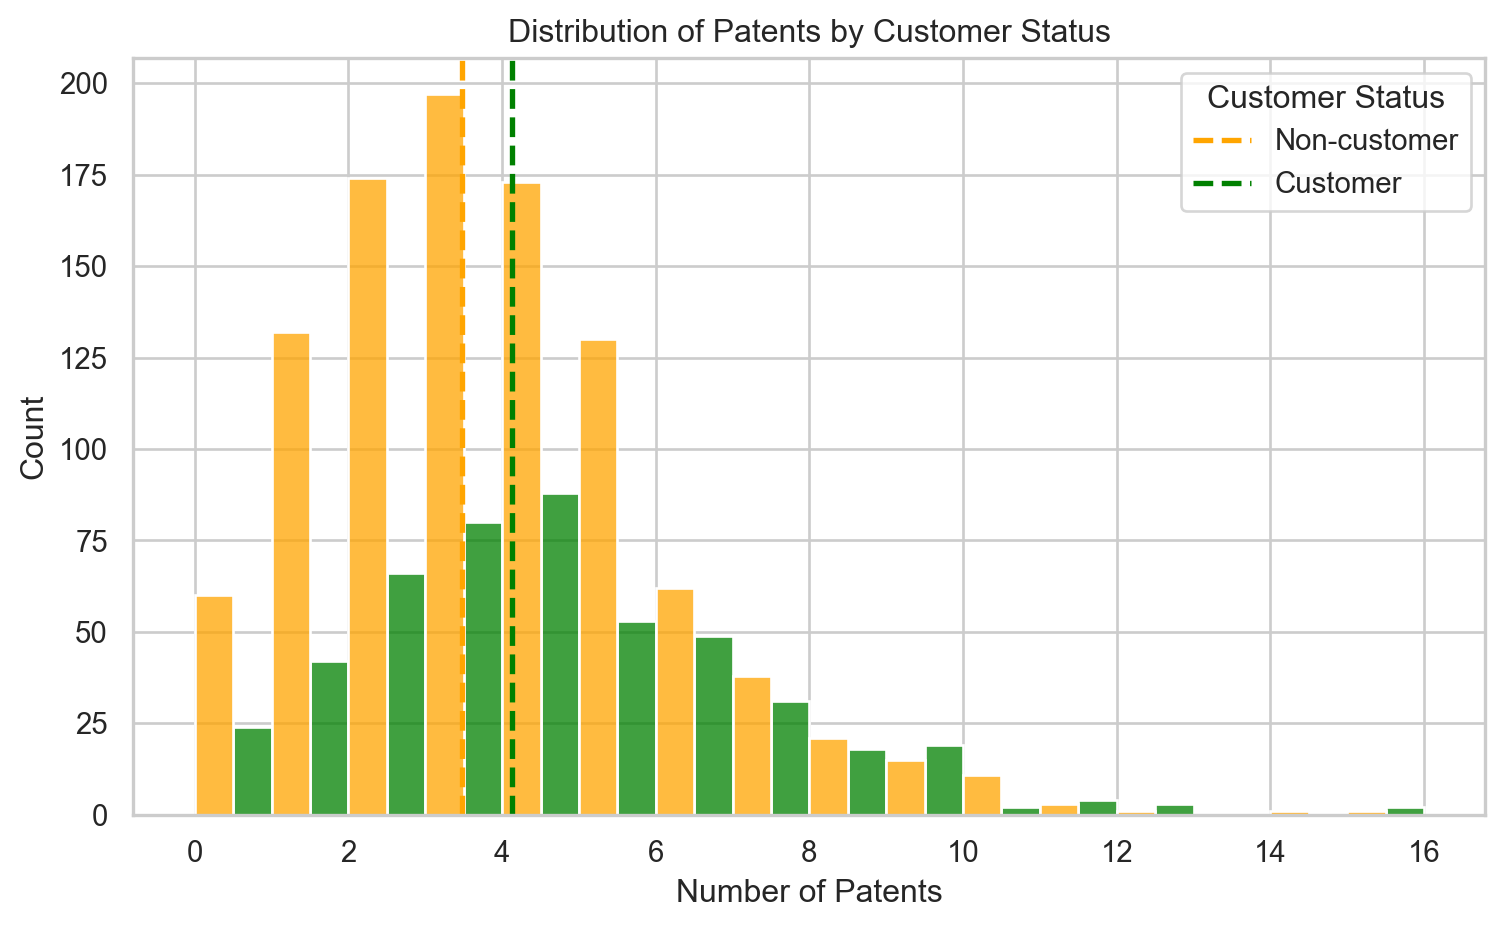 Distribution of Patents by Customer Status
200
175
150
125
100
75
50
25
0
Count
Customer Status
Non-customer
Customer
0 2 4 6 8 10 12 14 16
Number of Patents